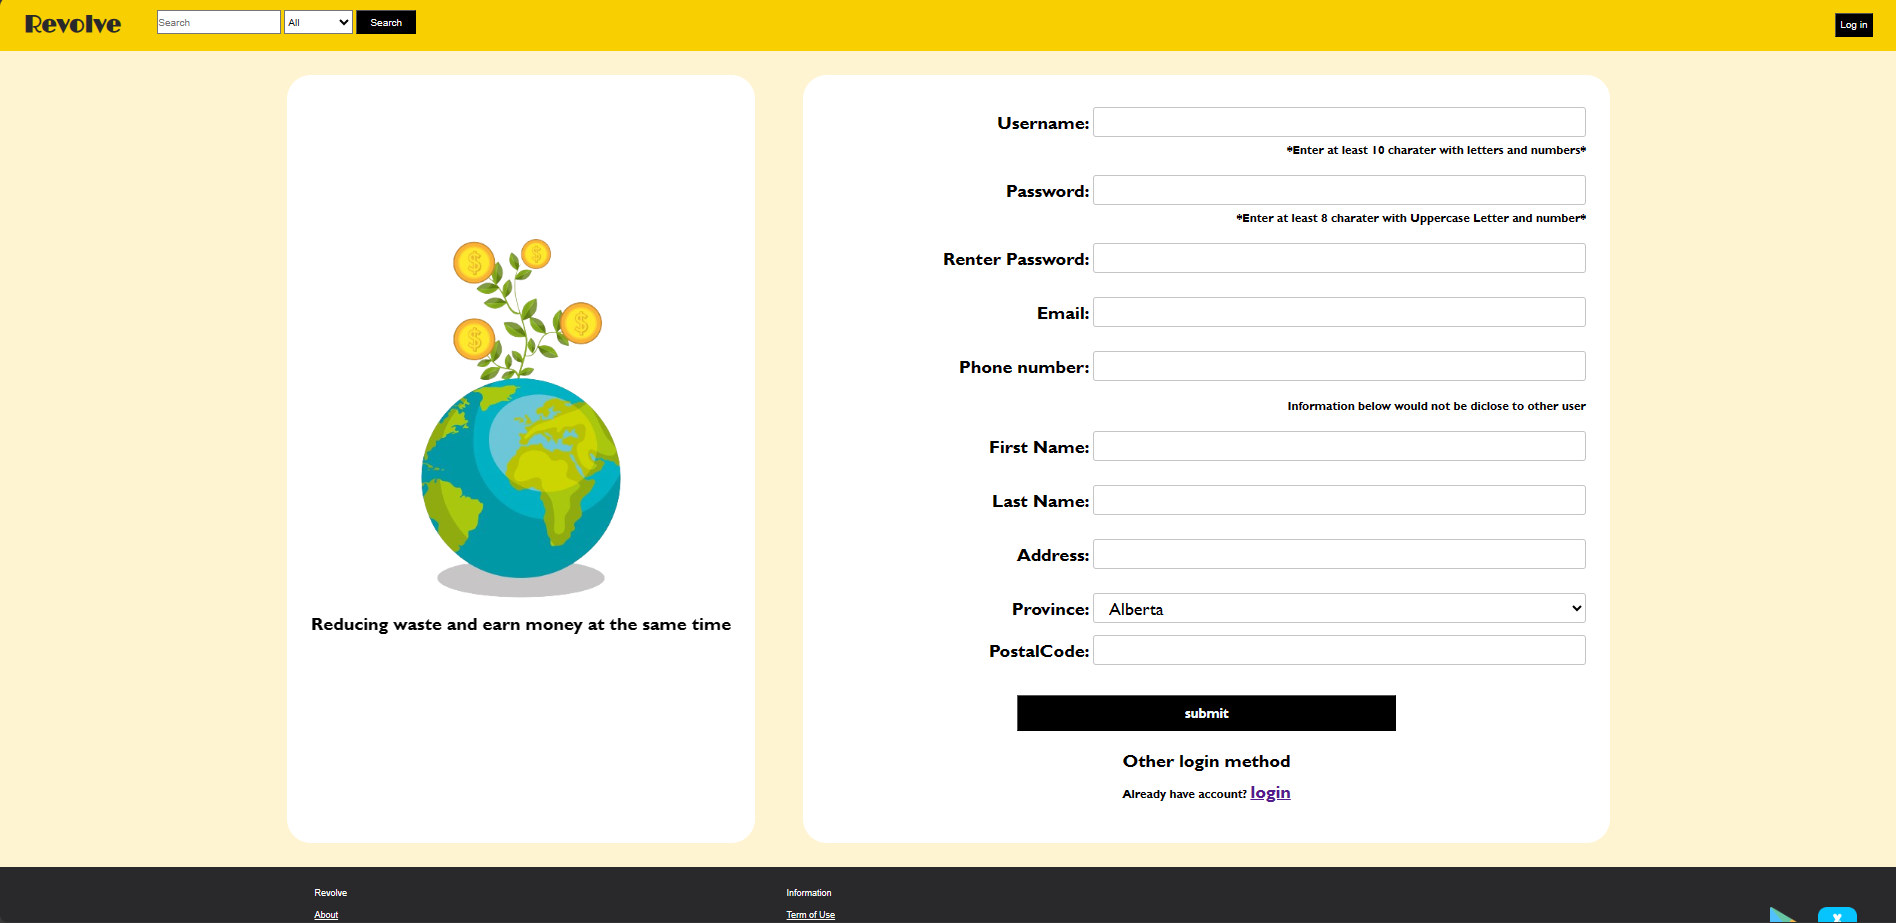 Revolve
Search
All
Search
Log in
Reducing waste and earn money at the same time
Username:
*Enter at least 10 charater with letters and numbers*
Password:
*Enter at least 8 charater with Uppercase Letter and number*
Renter Password:
Email:
Phone number:
Information below would not be diclose to other user
First Name:
Last Name:
Address:
Province: Alberta
PostalCode:
submit
Other login method
Already have account? login
Revolve
About
Information
Term of Use